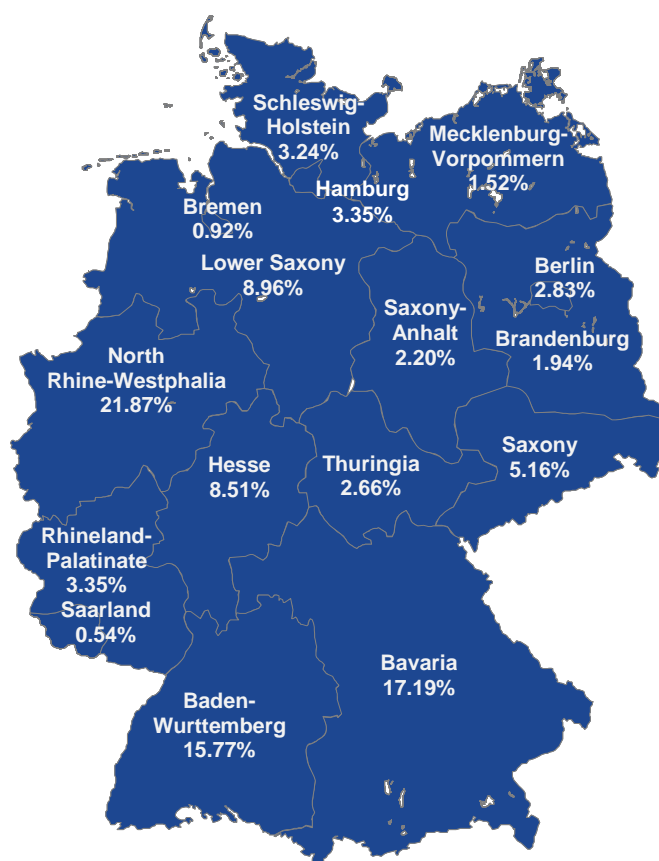 Schleswig-
Holstein
3.24%
Mecklenburg-
Vorpommern
1.52%
Hamburg
3.35%
Bremen
0.92%
Lower Saxony
8.96%
Berlin
2.83%
Saxony-
Anhalt
2.20%
Brandenburg
1.94%
North
Rhine-Westphalia
21.87%
Hesse
8.51%
Thuringia
2.66%
Saxony
5.16%
Rhineland-
Palatinate
3.35%
Saarland
0.54%
Bavaria
17.19%
Baden-
Wurttemberg
15.77%